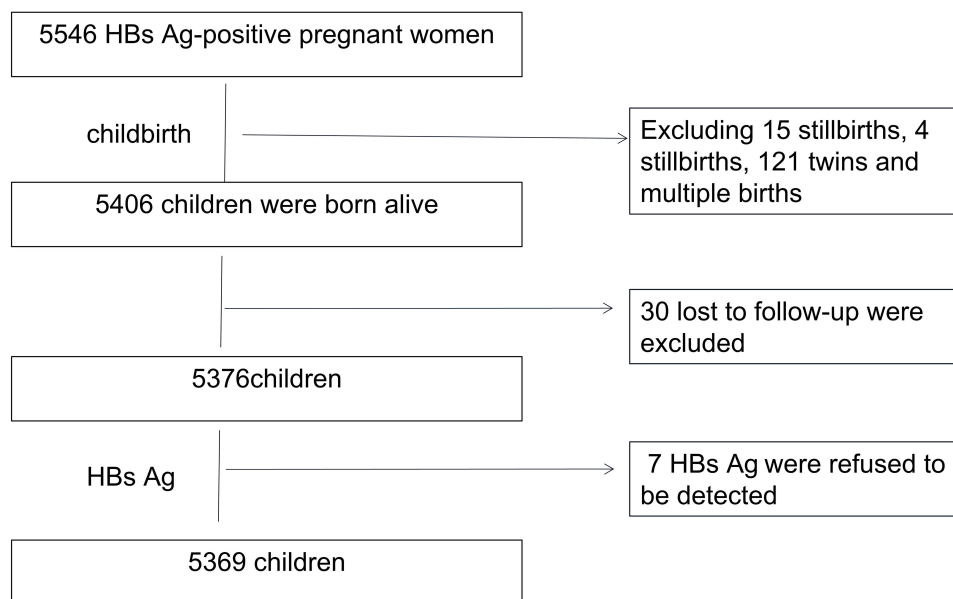 5546 HBs Ag-positive pregnant women
childbirth
Excluding 15 stillbirths, 4
stillbirths, 121 twins and
multiple births
5406 children were born alive
30 lost to follow-up were
excluded
5376children
HBs Ag
7 HBs Ag were refused to
be detected
5369 children